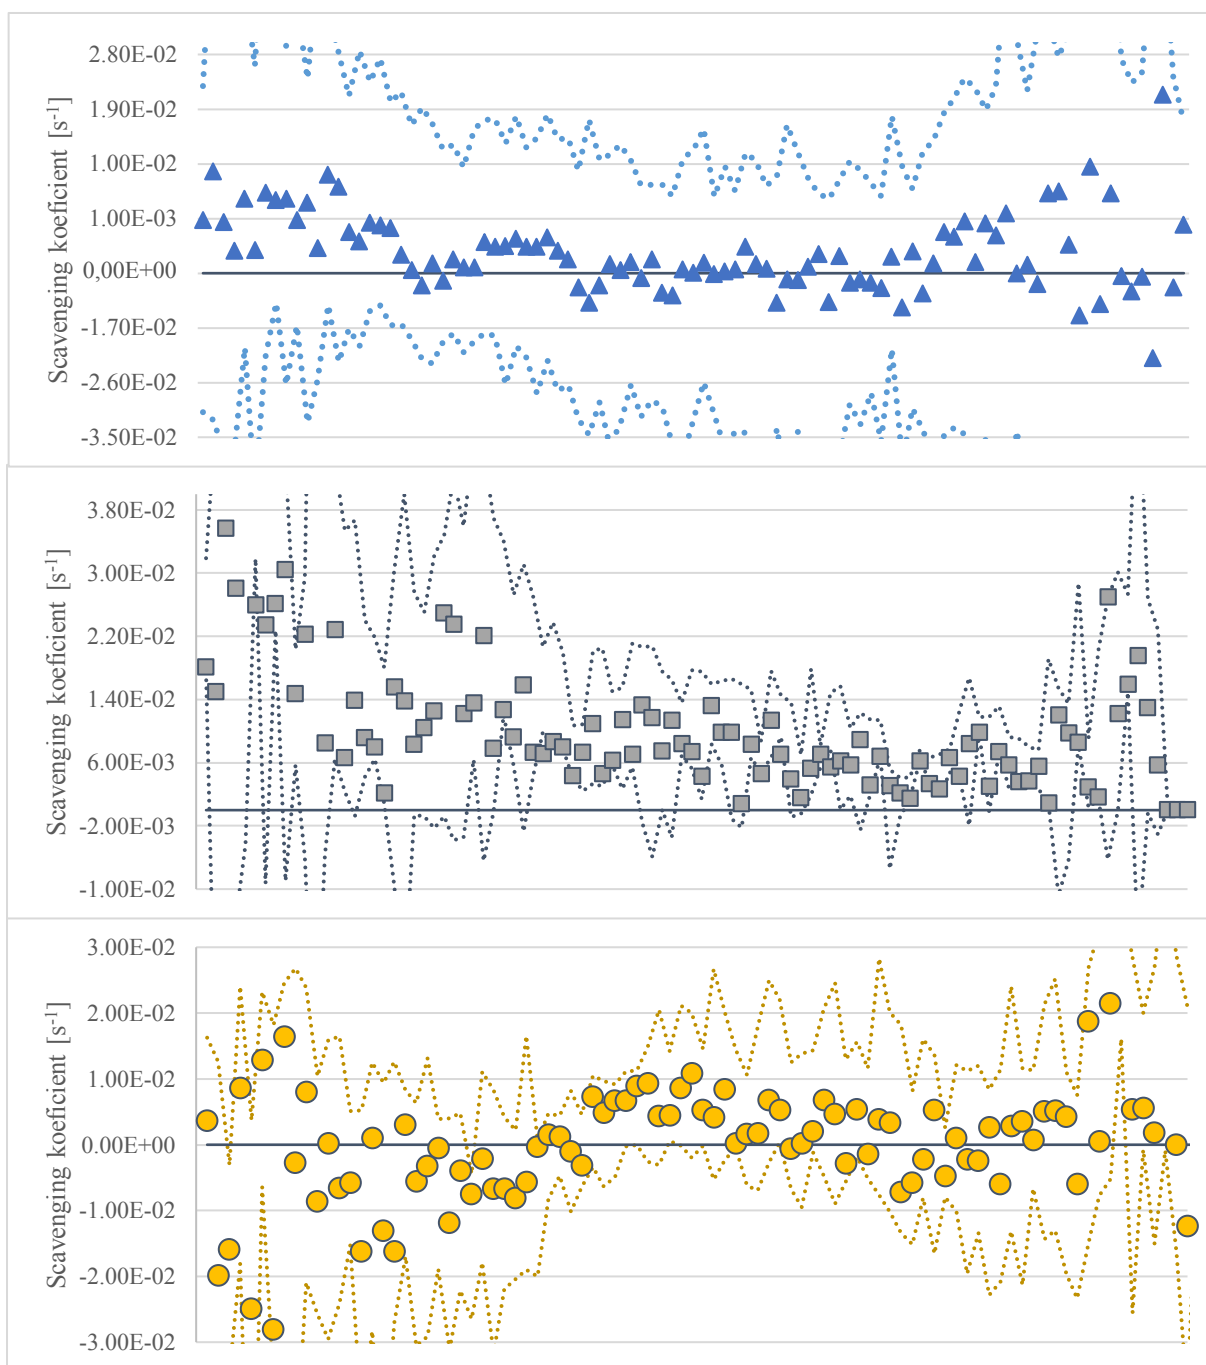 Scavenging koeficient [s-1]
2.80E-02
1.90E-02
1.00E-02
1.00E-03
0,00E+00
-1.70E-02
-2.60E-02
-3.50E-02
Scavenging koeficient [s-1]
3.80E-02
3.00E-02
2.20E-02
1.40E-02
6.00E-03
-2.00E-03
-1.00E-02
Scavenging koeficient [s-1]
3.00E-02
2.00E-02
1.00E-02
0.00E+00
-1.00E-02
-2.00E-02
-3.00E-02